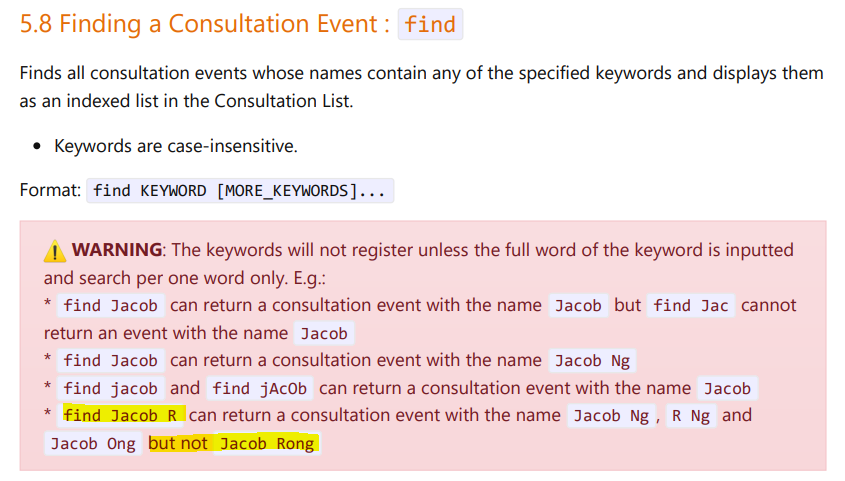 5.8 Finding a Consultation Event : find
Finds all consultation events whose names contain any of the specified keywords and displays them
as an indexed list in the Consultation List.
• Keywords are case-insensitive.
Format: find KEYWORD [MORE_KEYWORDS]...
⚠️ WARNING: The keywords will not register unless the full word of the keyword is inputted
and search per one word only. E.g.:
* find Jacob can return a consultation event with the name Jacob but find Jac cannot
return an event with the name Jacob
* find Jacob can return a consultation event with the name Jacob Ng
* find jacob and find jAcOb can return a consultation event with the name Jacob
* find Jacob R can return a consultation event with the name Jacob Ng , R Ng and
Jacob Ong but not Jacob Rong